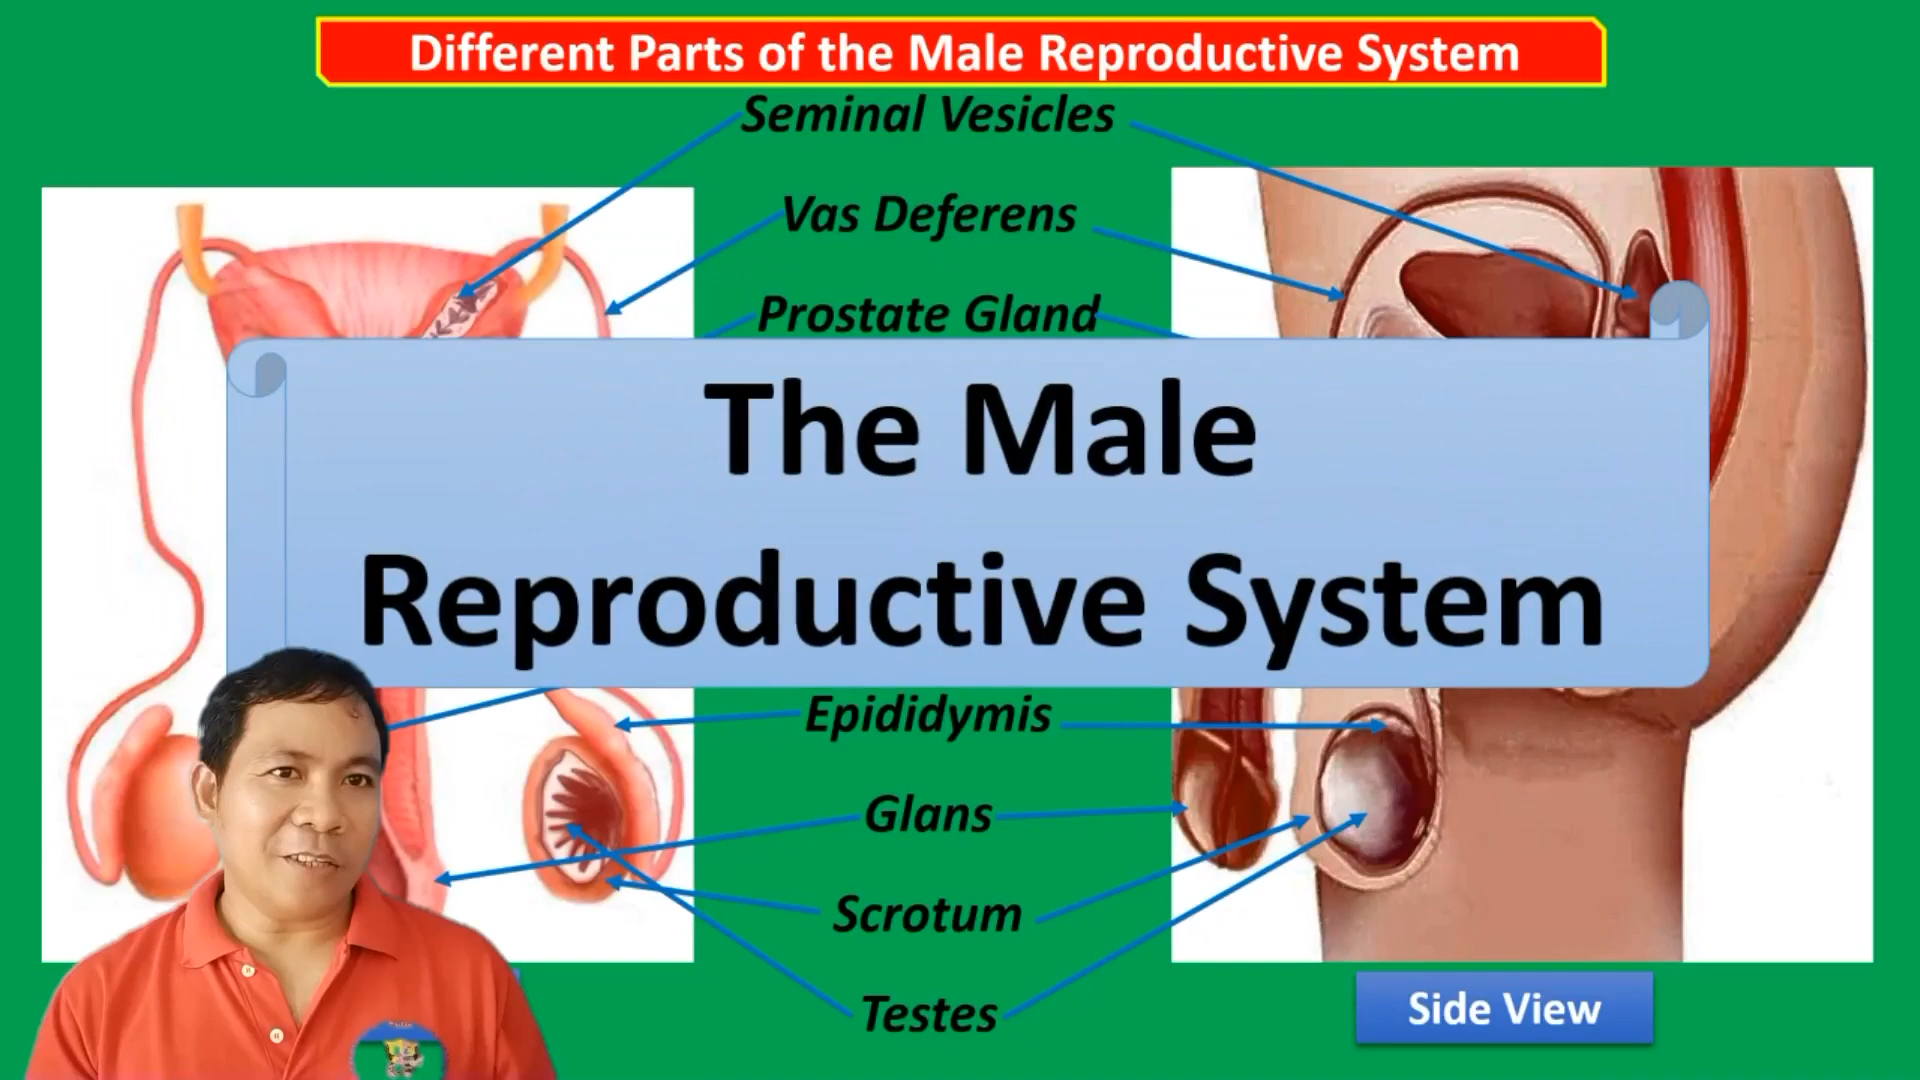 Different Parts of the Male Reproductive System
Seminal Vesicles
Vas Deferens
Prostate Gland
The Male
Reproductive System
Epididymis
Glans
Scrotum
Testes
Side View